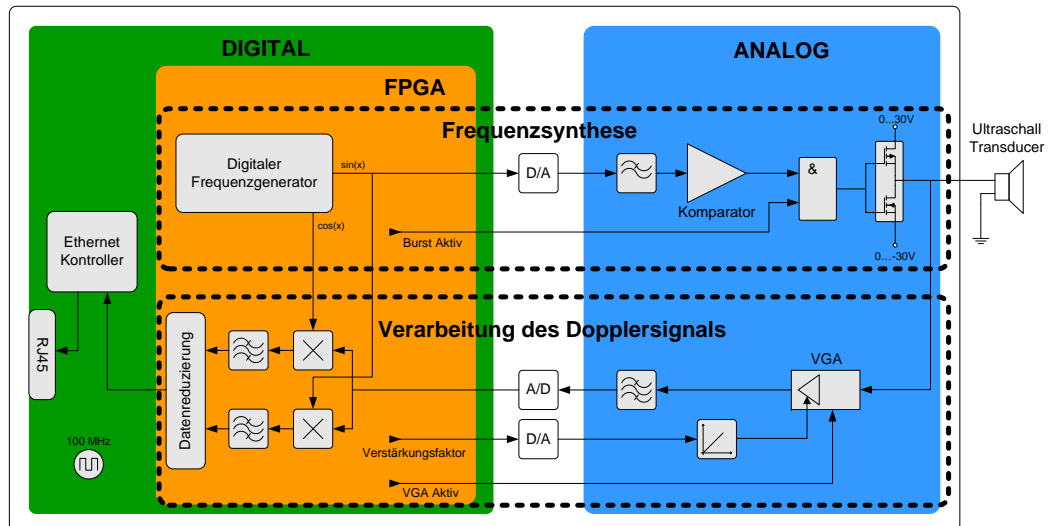 DIGITAL
ANALOG
FPGA
Frequenzsynthese
0...30V
Ultraschall
Transducer
Digitaler
Frequenzgenerator
sin(x)
D/A
Komparator
&
cos(x)
Burst Aktiv
0...-30V
Ethernet
Kontroller
RJ45
Verarbeitung des Dopplersignals
Datenreduzierung
VGA
A/D
D/A
Verstärkungsfaktor
100 MHz
VGA Aktiv